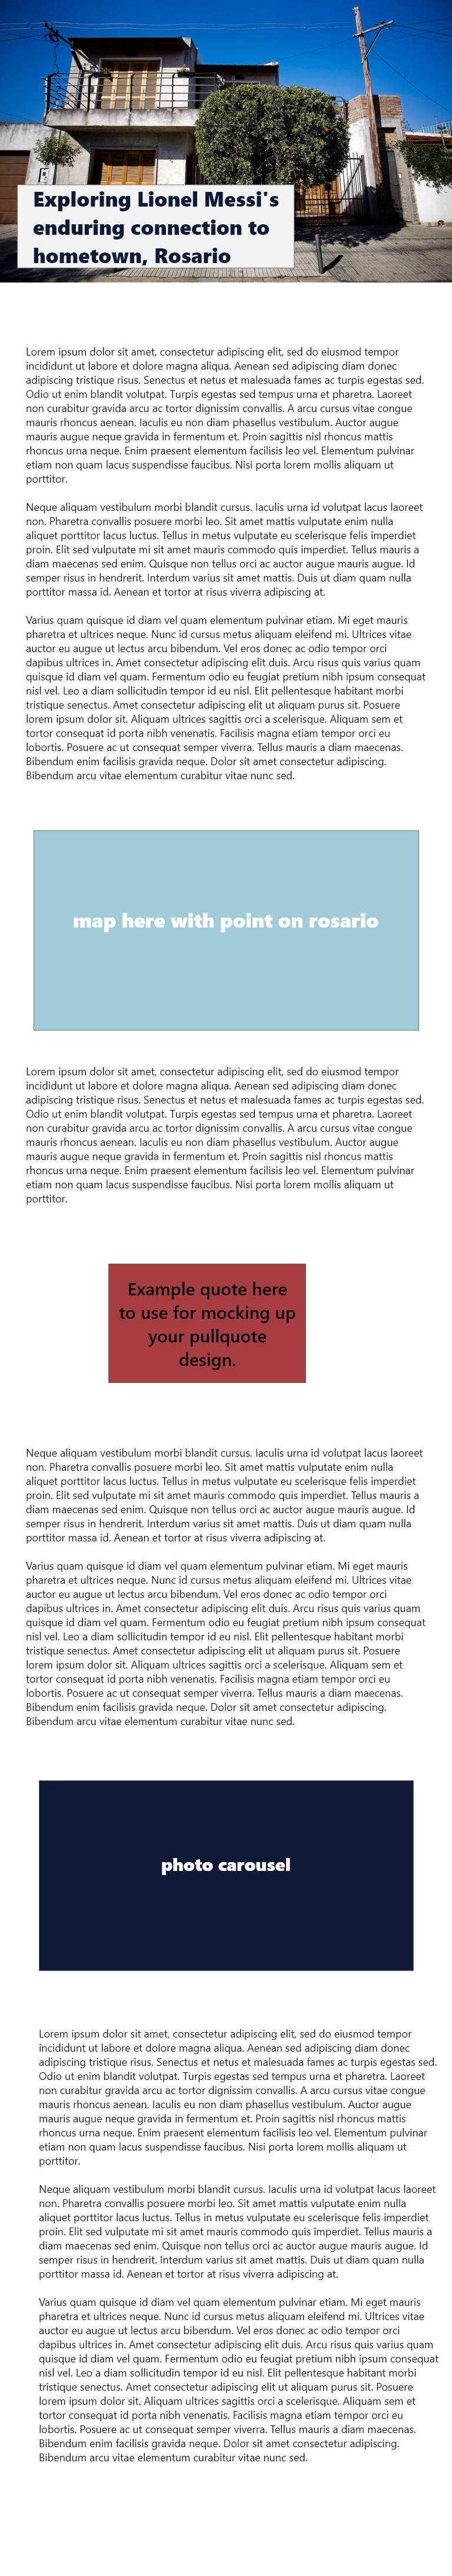 Exploring Lionel Messi's
enduring connection to
hometown, Rosario
Lorem ipsum dolor sit amet, consectetur adipiscing elit, sed do eiusmod tempor
incididunt ut labore et dolore magna aliqua. Aenean sed adipiscing diam donec
adipiscing tristique risus. Senectus et netus et malesuada fames ac turpis egestas sed.
Odio ut enim blandit volutpat. Turpis egestas sed tempus urna et pharetra. Laoreet
non curabitur gravida arcu ac tortor dignissim convallis. A arcu cursus vitae congue
mauris rhoncus aenean. Iaculis eu non diam phasellus vestibulum. Auctor augue
mauris augue neque gravida in fermentum et. Proin sagittis nisl rhoncus mattis
rhoncus urna neque. Enim praesent elementum facilisis leo vel. Elementum pulvinar
etiam non quam lacus suspendisse faucibus. Nisi porta lorem mollis aliquam ut
porttitor.
Neque aliquam vestibulum morbi blandit cursus. Iaculis urna id volutpat lacus laoreet
non. Pharetra convallis posuere morbi leo. Sit amet mattis vulputate enim nulla
aliquet porttitor lacus luctus. Tellus in metus vulputate eu scelerisque felis imperdiet
proin. Elit sed vulputate mi sit amet mauris commodo quis imperdiet. Tellus mauris a
diam maecenas sed enim. Quisque non tellus orci ac auctor augue mauris augue. Id
semper risus in hendrerit. Interdum varius sit amet mattis. Duis ut diam quam nulla
porttitor massa id. Aenean et tortor at risus viverra adipiscing at.
Varius quam quisque id diam vel quam elementum pulvinar etiam. Mi eget mauris
pharetra et ultrices neque. Nunc id cursus metus aliquam eleifend mi. Ultrices vitae
auctor eu augue ut lectus arcu bibendum. Vel eros donec ac odio tempor orci
dapibus ultrices in. Amet consectetur adipiscing elit duis. Arcu risus quis varius quam
quisque id diam vel quam. Fermentum odio eu feugiat pretium nibh ipsum consequat
nisl vel. Leo a diam sollicitudin tempor id eu nisl. Elit pellentesque habitant morbi
tristique senectus. Amet consectetur adipiscing elit ut aliquam purus sit. Posuere
lorem ipsum dolor sit. Aliquam ultrices sagittis orci a scelerisque. Aliquam sem et
tortor consequat id porta nibh venenatis. Facilisis magna etiam tempor orci eu
lobortis. Posuere ac ut consequat semper viverra. Tellus mauris a diam maecenas.
Bibendum enim facilisis gravida neque. Dolor sit amet consectetur adipiscing.
Bibendum arcu vitae elementum curabitur vitae nunc sed.
map here with point on rosario
Lorem ipsum dolor sit amet, consectetur adipiscing elit, sed do eiusmod tempor
incididunt ut labore et dolore magna aliqua. Aenean sed adipiscing diam donec
adipiscing tristique risus. Senectus et netus et malesuada fames ac turpis egestas sed.
Odio ut enim blandit volutpat. Turpis egestas sed tempus urna et pharetra. Laoreet
non curabitur gravida arcu ac tortor dignissim convallis. A arcu cursus vitae congue
mauris rhoncus aenean. Iaculis eu non diam phasellus vestibulum. Auctor augue
mauris augue neque gravida in fermentum et. Proin sagittis nisl rhoncus mattis
rhoncus urna neque. Enim praesent elementum facilisis leo vel. Elementum pulvinar
etiam non quam lacus suspendisse faucibus. Nisi porta lorem mollis aliquam ut
porttitor.
Example quote here
to use for mocking up
your pullquote
design.
Neque aliquam vestibulum morbi blandit cursus. Iaculis urna id volutpat lacus laoreet
non. Pharetra convallis posuere morbi leo. Sit amet mattis vulputate enim nulla
aliquet porttitor lacus luctus. Tellus in metus vulputate eu scelerisque felis imperdiet
proin. Elit sed vulputate mi sit amet mauris commodo quis imperdiet. Tellus mauris a
diam maecenas sed enim. Quisque non tellus orci ac auctor augue mauris augue. Id
semper risus in hendrerit. Interdum varius sit amet mattis. Duis ut diam quam nulla
porttitor massa id. Aenean et tortor at risus viverra adipiscing at.
Varius quam quisque id diam vel quam elementum pulvinar etiam. Mi eget mauris
pharetra et ultrices neque. Nunc id cursus metus aliquam eleifend mi. Ultrices vitae
auctor eu augue ut lectus arcu bibendum. Vel eros donec ac odio tempor orci
dapibus ultrices in. Amet consectetur adipiscing elit duis. Arcu risus quis varius quam
quisque id diam vel quam. Fermentum odio eu feugiat pretium nibh ipsum consequat
nisl vel. Leo a diam sollicitudin tempor id eu nisl. Elit pellentesque habitant morbi
tristique senectus. Amet consectetur adipiscing elit ut aliquam purus sit. Posuere
lorem ipsum dolor sit. Aliquam ultrices sagittis orci a scelerisque. Aliquam sem et
tortor consequat id porta nibh venenatis. Facilisis magna etiam tempor orci eu
lobortis. Posuere ac ut consequat semper viverra. Tellus mauris a diam maecenas.
Bibendum enim facilisis gravida neque. Dolor sit amet consectetur adipiscing.
Bibendum arcu vitae elementum curabitur vitae nunc sed.
photo carousel
Lorem ipsum dolor sit amet, consectetur adipiscing elit, sed do eiusmod tempor
incididunt ut labore et dolore magna aliqua. Aenean sed adipiscing diam donec
adipiscing tristique risus. Senectus et netus et malesuada fames ac turpis egestas sed.
Odio ut enim blandit volutpat. Turpis egestas sed tempus urna et pharetra. Laoreet
non curabitur gravida arcu ac tortor dignissim convallis. A arcu cursus vitae congue
mauris rhoncus aenean. Iaculis eu non diam phasellus vestibulum. Auctor augue
mauris augue neque gravida in fermentum et. Proin sagittis nisl rhoncus mattis
rhoncus urna neque. Enim praesent elementum facilisis leo vel. Elementum pulvinar
etiam non quam lacus suspendisse faucibus. Nisi porta lorem mollis aliquam ut
porttitor.
Neque aliquam vestibulum morbi blandit cursus. Iaculis urna id volutpat lacus laoreet
non. Pharetra convallis posuere morbi leo. Sit amet mattis vulputate enim nulla
aliquet porttitor lacus luctus. Tellus in metus vulputate eu scelerisque felis imperdiet
proin. Elit sed vulputate mi sit amet mauris commodo quis imperdiet. Tellus mauris a
diam maecenas sed enim. Quisque non tellus orci ac auctor augue mauris augue. Id
semper risus in hendrerit. Interdum varius sit amet mattis. Duis ut diam quam nulla
porttitor massa id. Aenean et tortor at risus viverra adipiscing at.
Varius quam quisque id diam vel quam elementum pulvinar etiam. Mi eget mauris
pharetra et ultrices neque. Nunc id cursus metus aliquam eleifend mi. Ultrices vitae
auctor eu augue ut lectus arcu bibendum. Vel eros donec ac odio tempor orci
dapibus ultrices in. Amet consectetur adipiscing elit duis. Arcu risus quis varius quam
quisque id diam vel quam. Fermentum odio eu feugiat pretium nibh ipsum consequat
nisl vel. Leo a diam sollicitudin tempor id eu nisl. Elit pellentesque habitant morbi
tristique senectus. Amet consectetur adipiscing elit ut aliquam purus sit. Posuere
lorem ipsum dolor sit. Aliquam ultrices sagittis orci a scelerisque. Aliquam sem et
tortor consequat id porta nibh venenatis. Facilisis magna etiam tempor orci eu
lobortis. Posuere ac ut consequat semper viverra. Tellus mauris a diam maecenas.
Bibendum enim facilisis gravida neque. Dolor sit amet consectetur adipiscing.
Bibendum arcu vitae elementum curabitur vitae nunc sed.